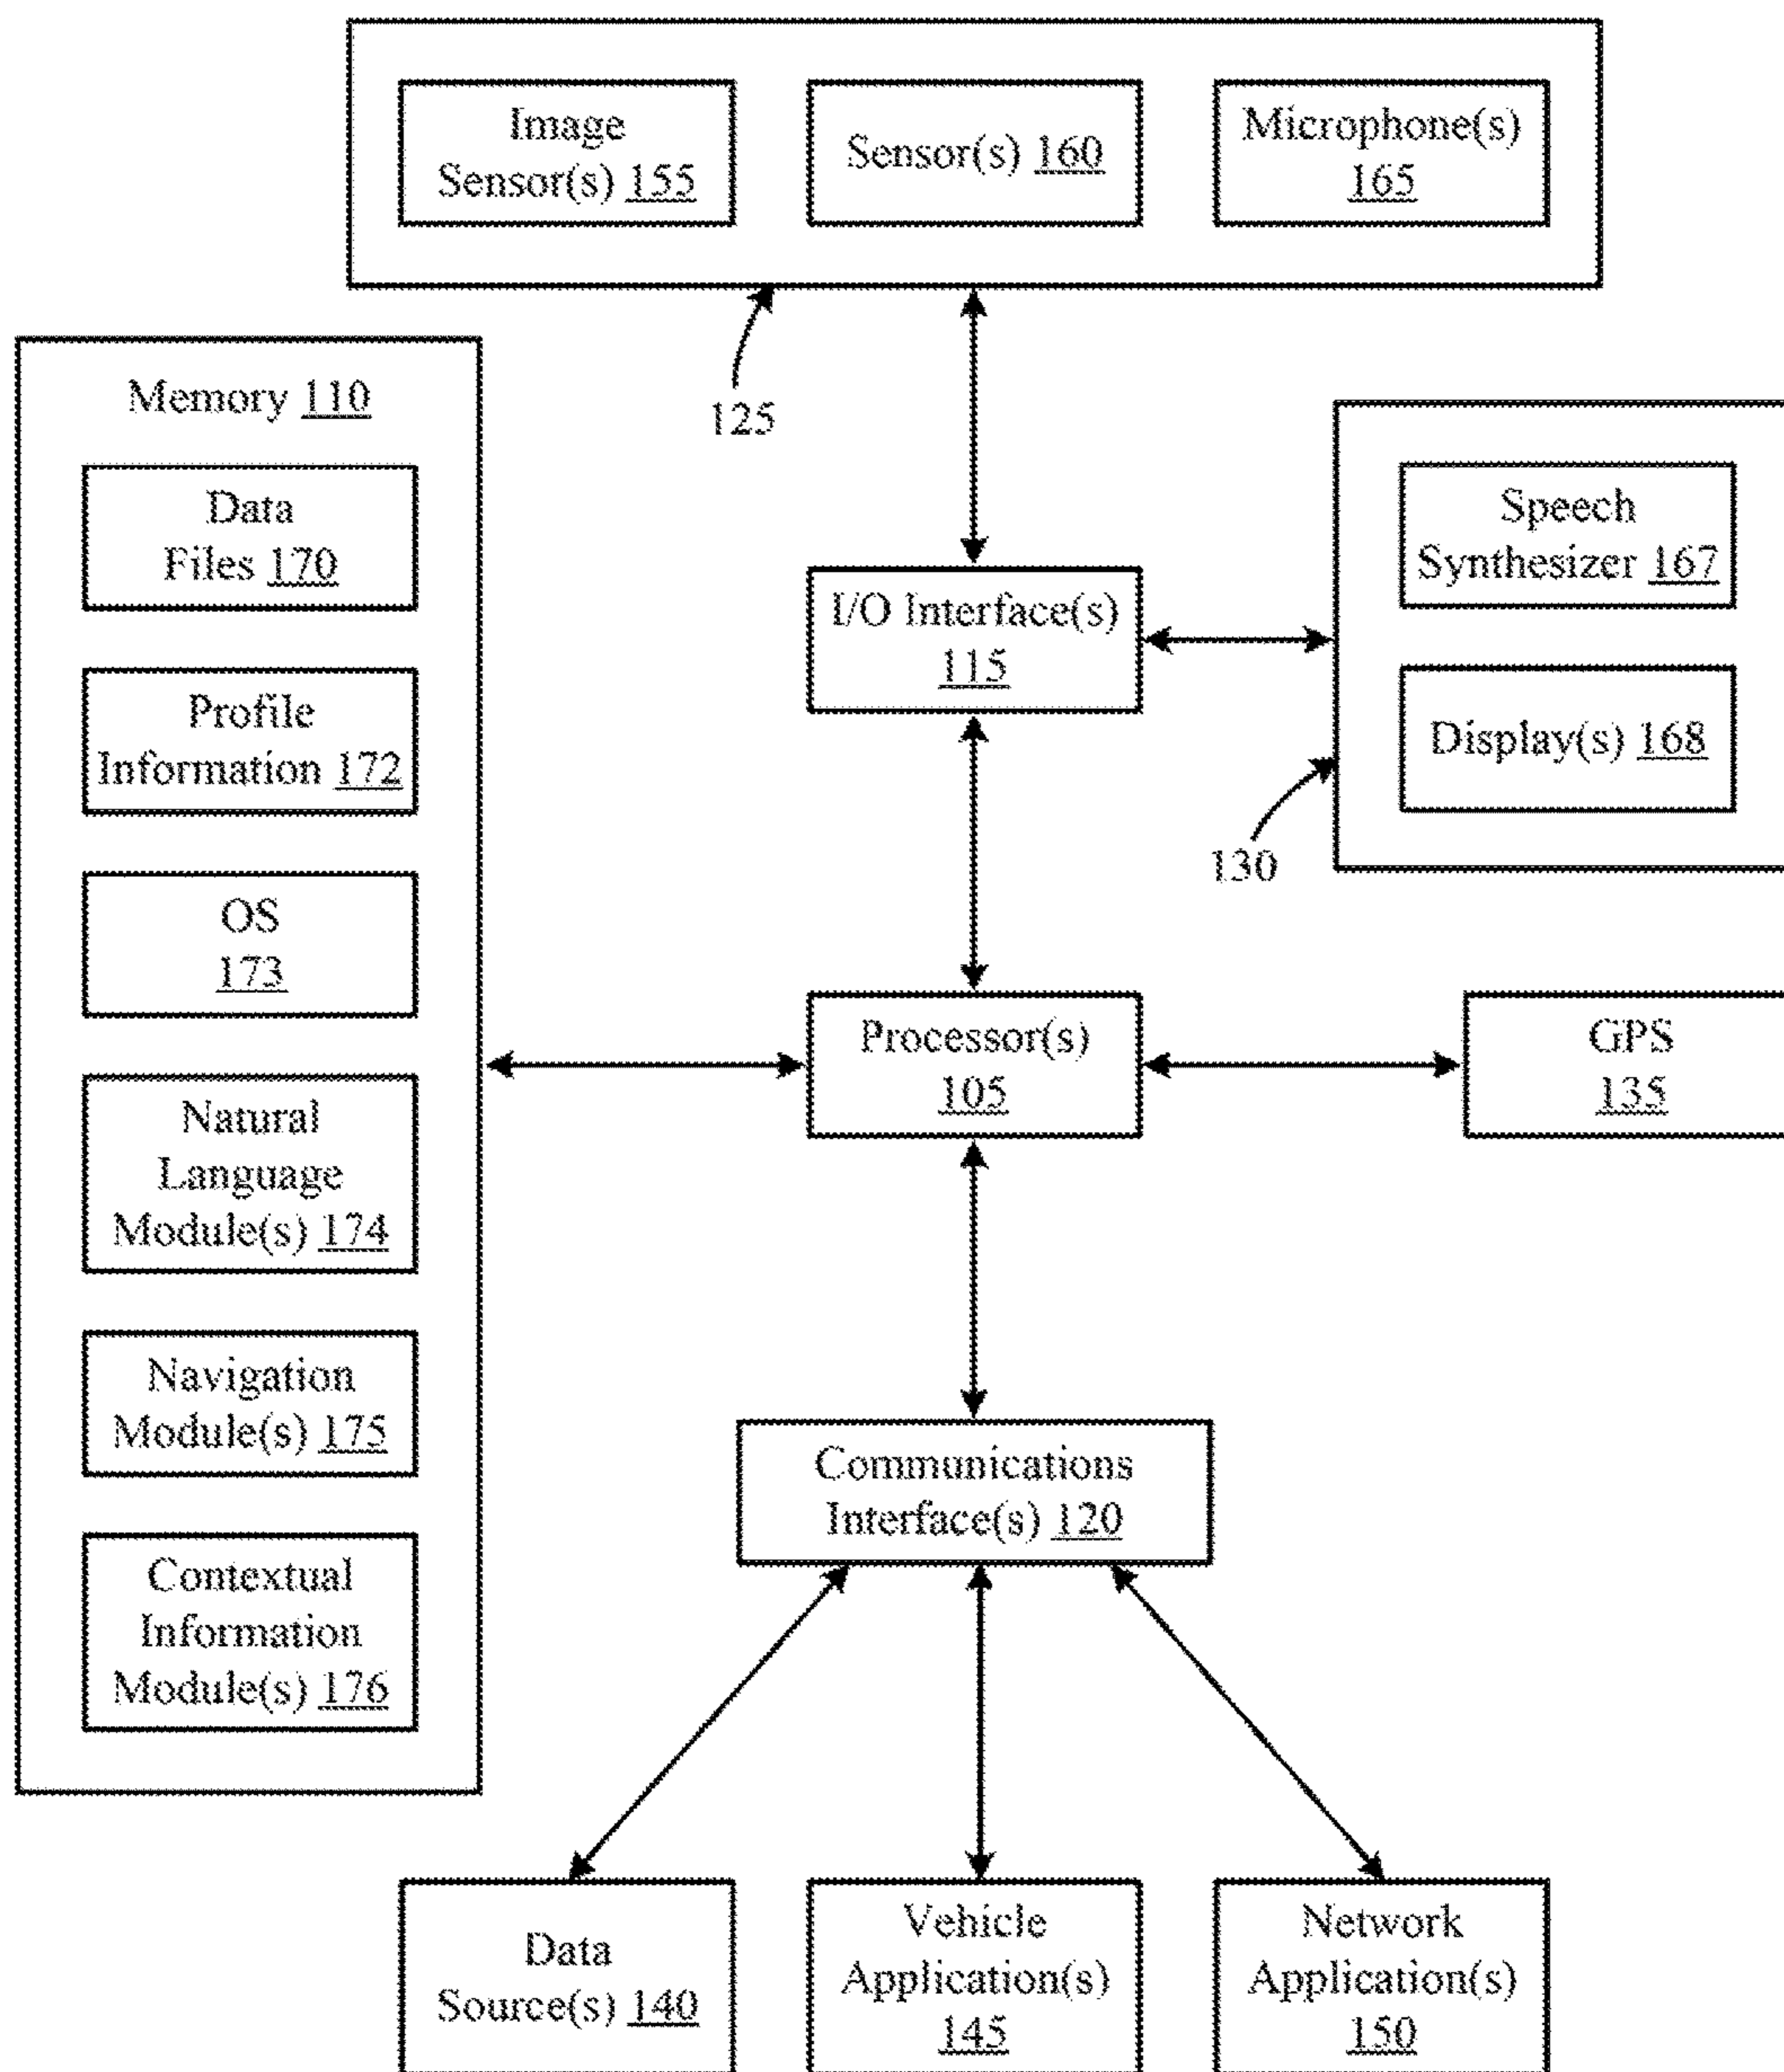 Image
Sensor(s) 155
Sensor(s) 160
Microphone(s)
165
125
Memory 110
Data
Files 170
Profile
Information 172
OS
173
Natural
Language
Module(s) 174
Navigation
Module(s) 175
Contextual
Information
Module(s) 176
I/O Interface(s)
115
Speech
Synthesizer 167
Display(s) 168
130
Processor(s)
105
GPS
135
Communications
Interface(s) 120
Data
Source(s) 140
Vehicle
Application(s)
145
Network
Application(s)
150